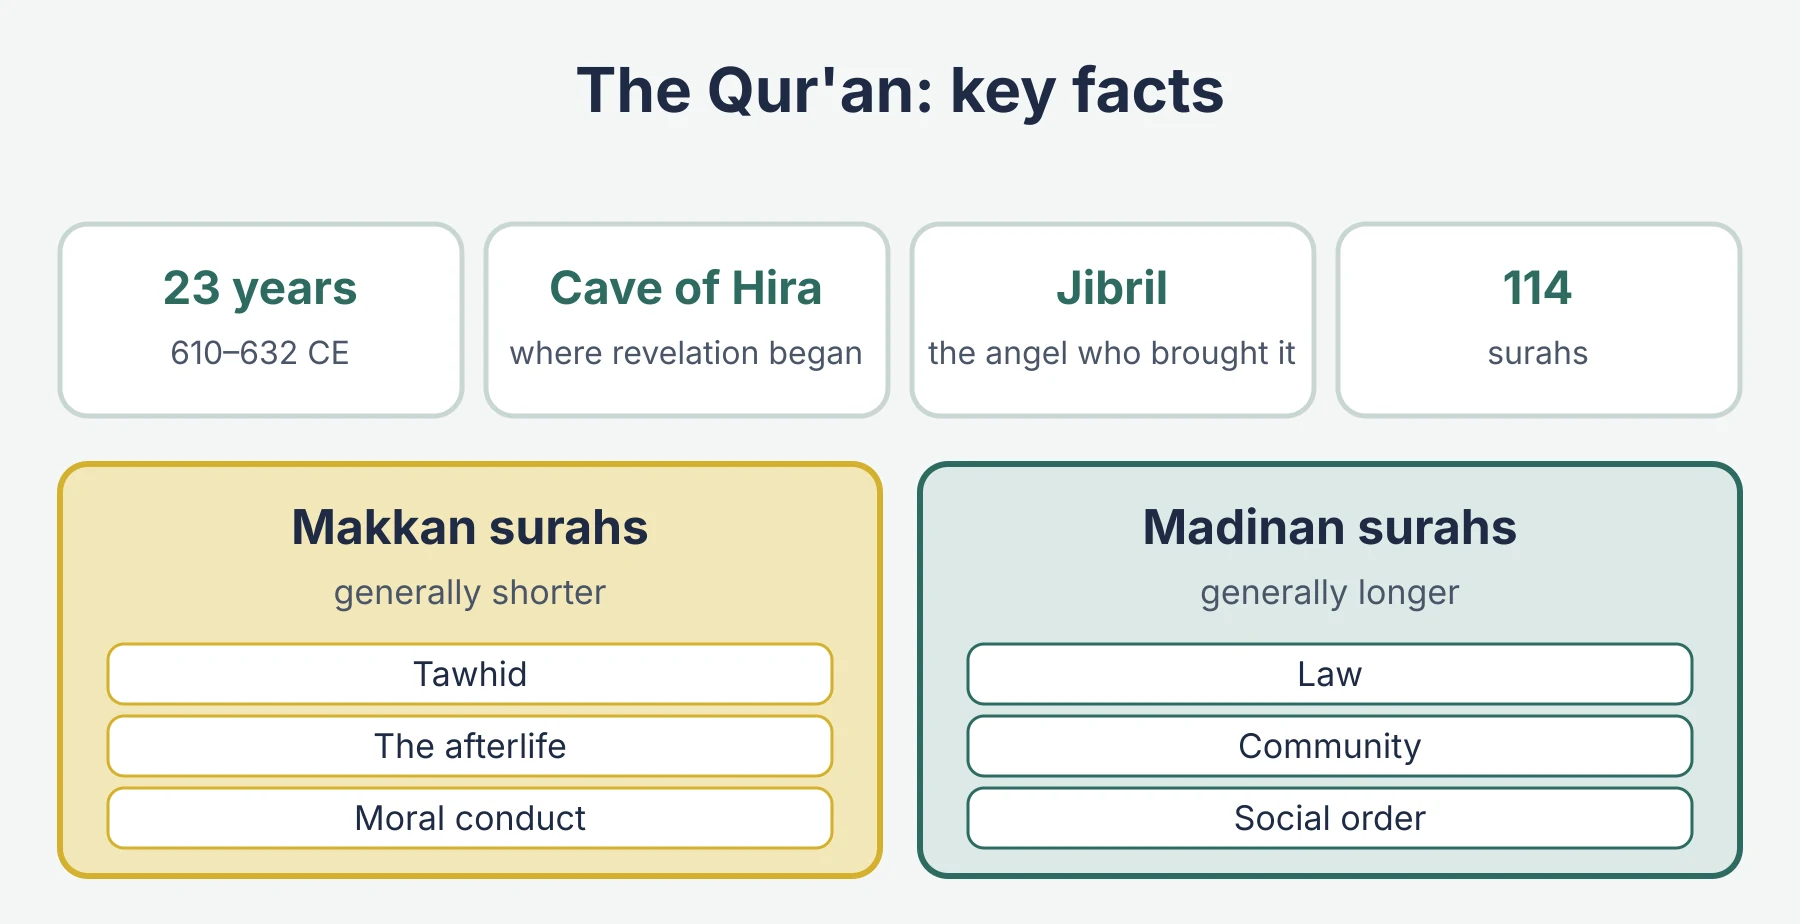 The Qur'an: key facts
23 years
610–632 CE
Cave of Hira
where revelation began
Jibril
the angel who brought it
114
surahs
Makkan surahs
generally shorter
Tawhid
The afterlife
Moral conduct
Madinan surahs
generally longer
Law
Community
Social order